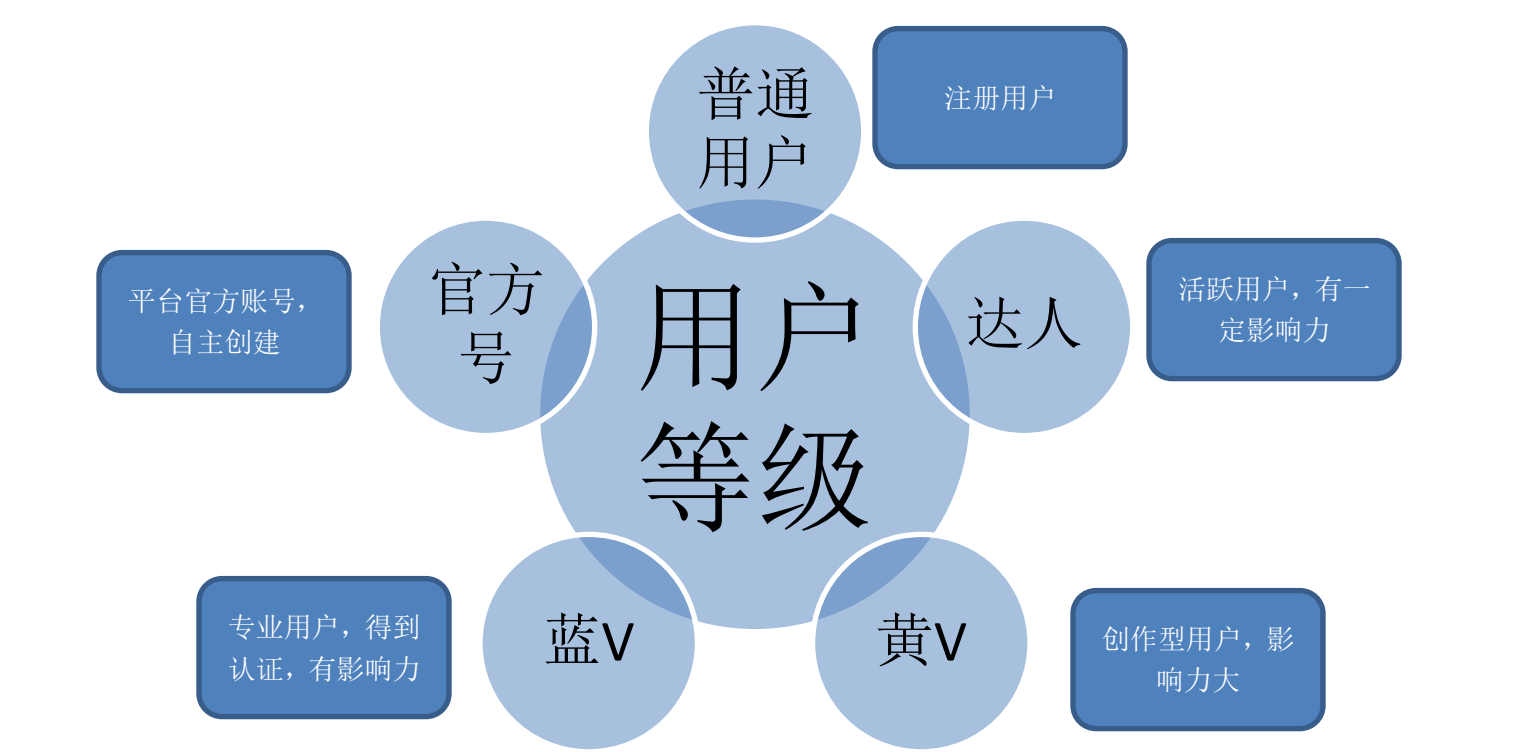 普通
用户
注册用户
官方
号
平台官方账号，
自主创建
用户
等级
达人
活跃用户，有一
定影响力
蓝V
专业用户，得到
认证，有影响力
黄V
创作型用户，影
响力大